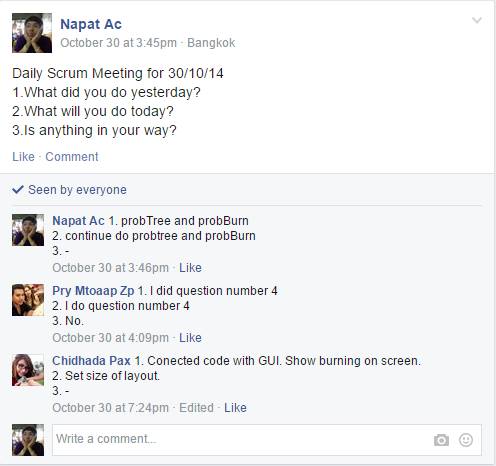 Napat Ac
October 30 at 3:45pm · Bangkok
Daily Scrum Meeting for 30/10/14
1.What did you do yesterday?
2.What will you do today?
3.Is anything in your way?
Like · Comment
Seen by everyone
Napat Ac 1. probTree and probBurn
2. continue do probtree and probBurn
3. -
October 30 at 3:46pm · Like
Pry Mtoaap Zp 1. I did question number 4
2. I do question number 4
3. No.
October 30 at 4:09pm · Like
Chidhada Pax 1. Conected code with GUI. Show burning on screen.
2. Set size of layout.
3. -
October 30 at 7:24pm · Edited · Like
Write a comment...